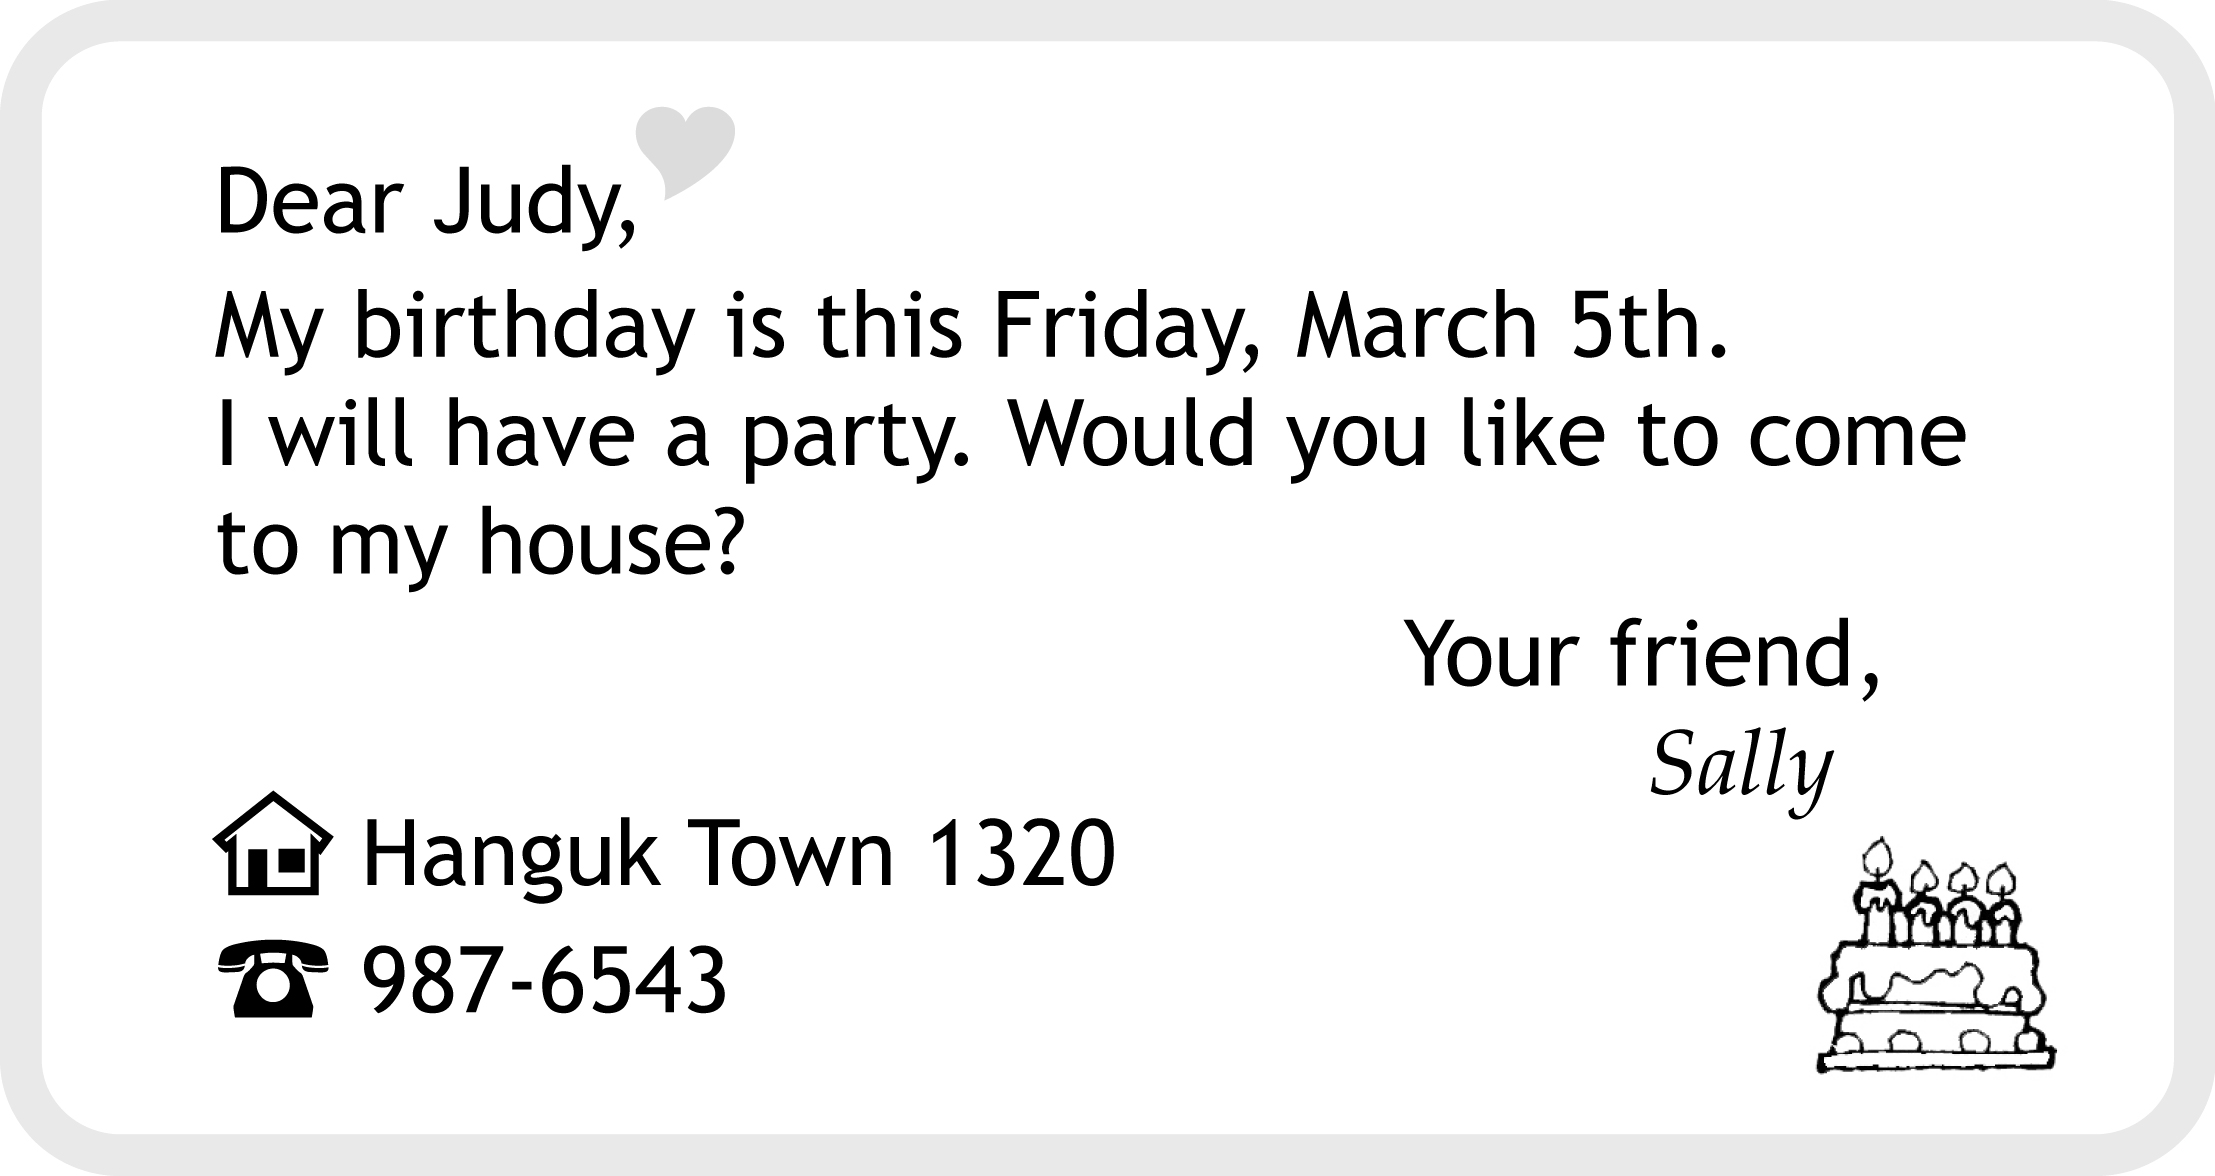 Dear Judy,
My birthday is this Friday, March 5th.
I will have a party. Would you like to come
to my house?
Your friend,
Sally
Hanguk Town 1320
987-6543